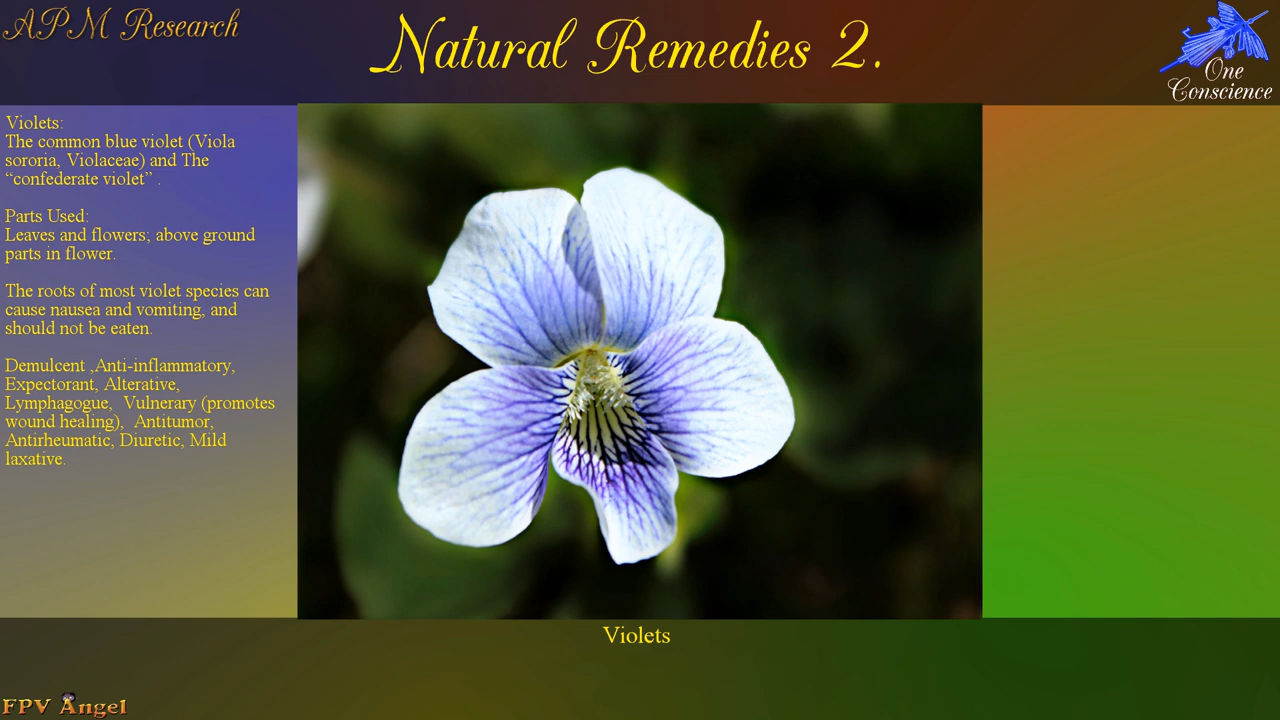 APM Research
Natural Remedies 2.
One
Conscience
Violets:
The common blue violet (Viola
sororia, Violaceae) and The
“confederate violet” .
Parts Used:
Leaves and flowers; above ground
parts in flower.
The roots of most violet species can
cause nausea and vomiting, and
should not be eaten.
Demulcent ,Anti-inflammatory,
Expectorant, Alterative,
Lymphagogue,  Vulnerary (promotes
wound healing),  Antitumor,
Antirheumatic, Diuretic, Mild
laxative.
Violets
FPV Angel